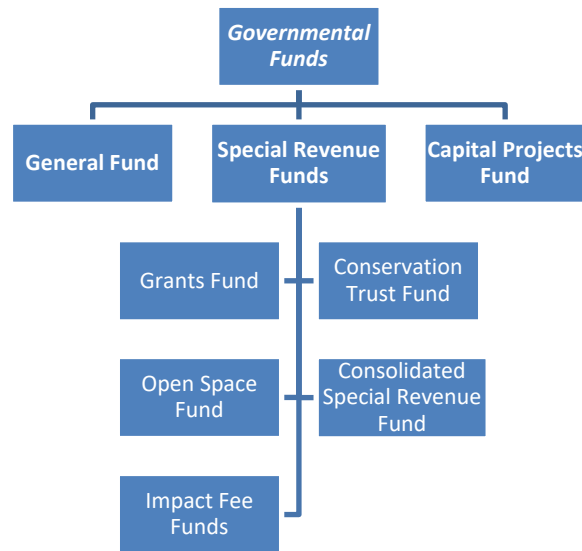 Governmental
Funds
General Fund
Special Revenue
Funds
Capital Projects
Fund
Grants Fund
Conservation
Trust Fund
Open Space
Fund
Consolidated
Special Revenue
Fund
Impact Fee
Funds